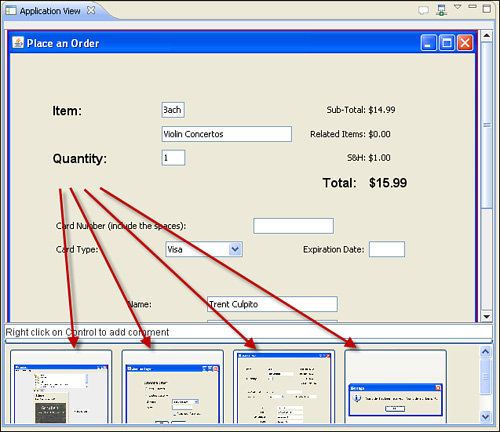 Application View
Place an Order
Item: Bach Sub-Total: $14.99
Violin Concertos Related Items: $0.00
Quantity: 1 S&H: $1.00
Total: $15.99
Card Number (include the spaces):
Card Type: Visa Expiration Date:
Name: Trent Culpito
Right click on Control to add comment